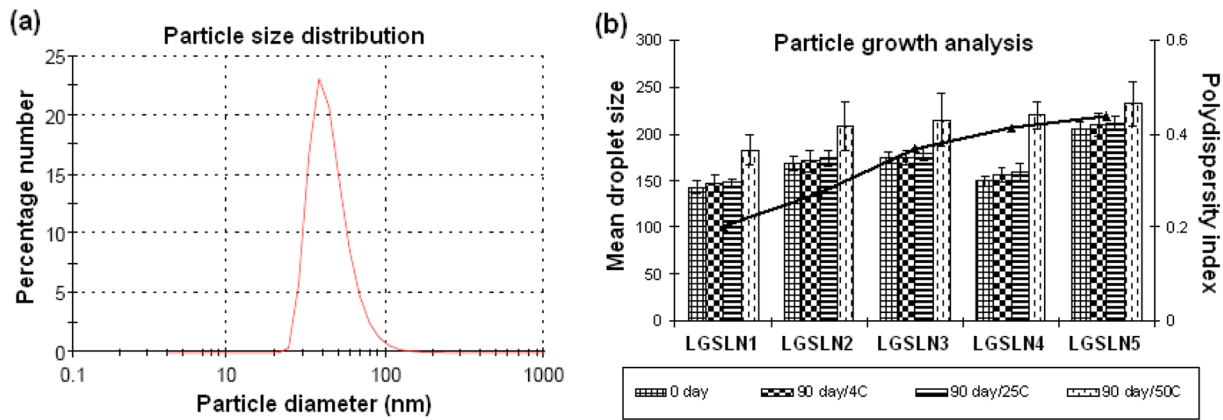 (a)
Particle size distribution
Percentage number
25
20
15
10
5
0
0.1
10
100
1000
Particle diameter (nm)
(b)
Particle growth analysis
Mean droplet size
300
250
200
150
100
50
0
0.6
0.4
0.2
0
Polydispersity index
LGSLN1 LGSLN2 LGSLN3 LGSLN4 LGSLN5
0 day 90 day/4C 90 day/25C 90 day/50C